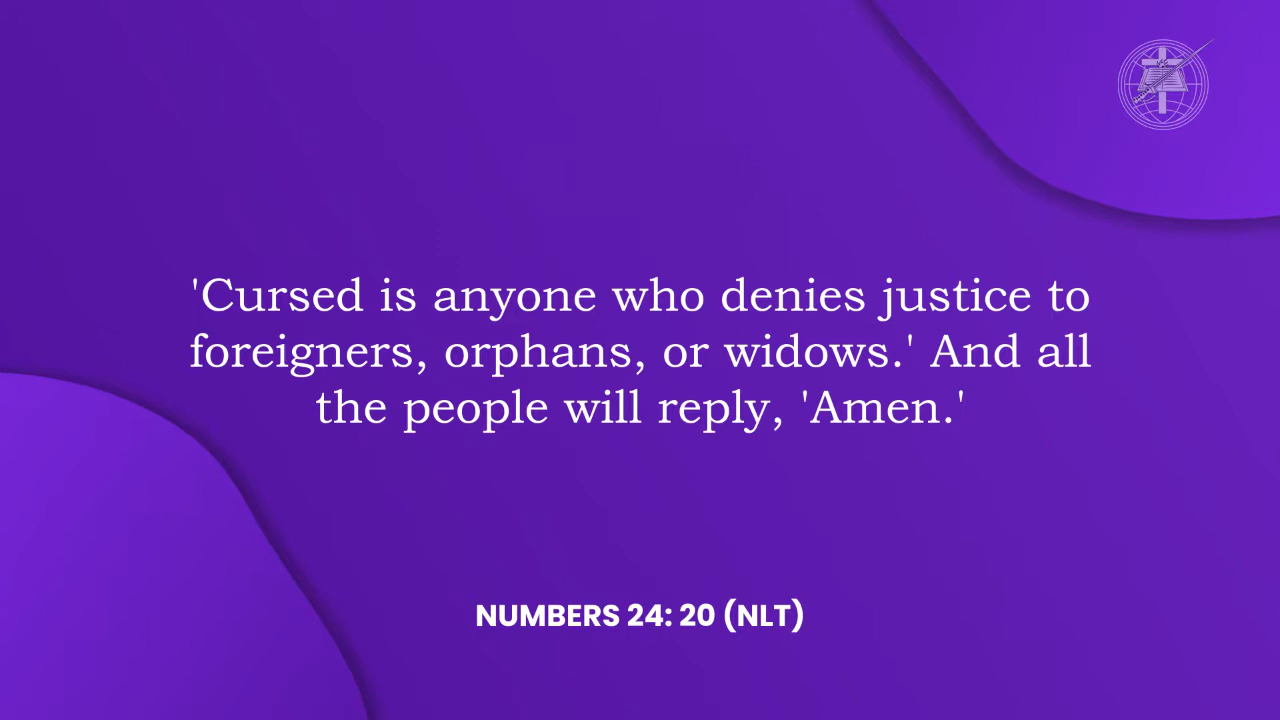 'Cursed is anyone who denies justice to
foreigners, orphans, or widows.' And all
the people will reply, 'Amen.'
NUMBERS 24: 20 (NLT)